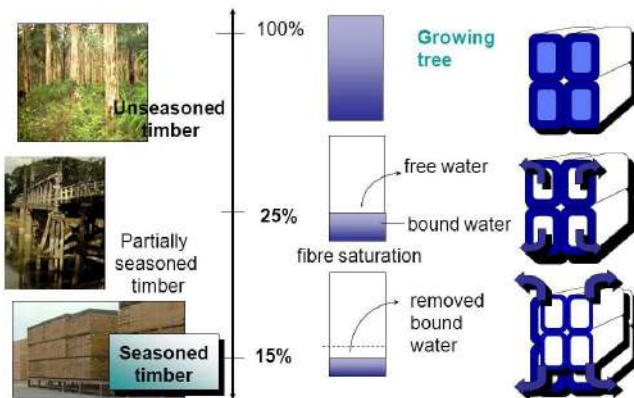 100%
Growing
tree
Unseasoned
timber
free water
25%
bound water
Partially
seasoned
timber
fibre saturation
removed
bound
water
Seasoned
timber
15%